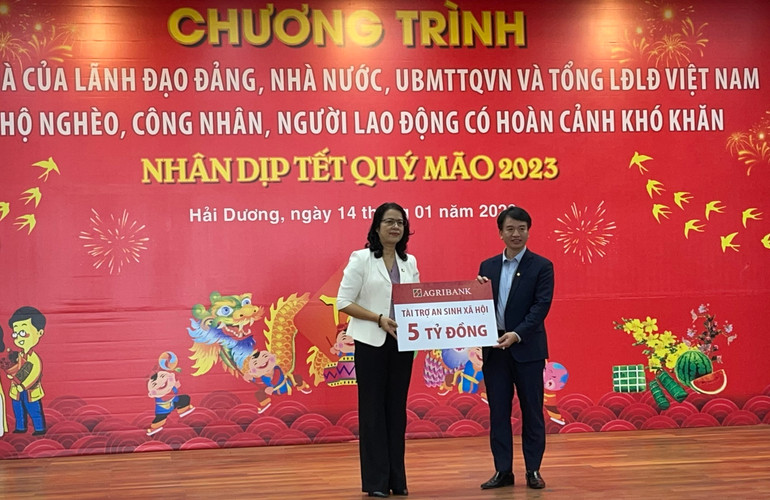 CHƯƠNG TRÌNH
À CỦA LÃNH ĐẠO ĐẢNG, NHÀ NƯỚC, UBMTTQVN VÀ TỔNG LĐLĐ VIỆT NAM
HỘ NGHÈO, CÔNG NHÂN, NGƯỜI LAO ĐỘNG CÓ HOÀN CẢNH KHÓ KHĂN
NHÂN DỊP TẾT QUÝ MÃO 2023
Hải Dương, ngày 14 tháng 01 năm 202
AGRIBANK
TÀI TRỢ AN SINH XÃ HỘI
5 TỶ ĐỒNG